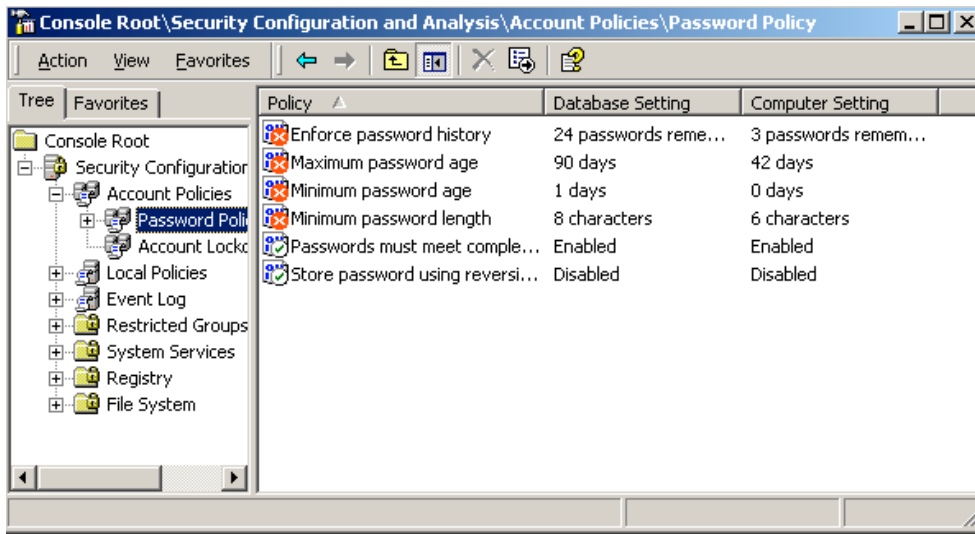 Console Root\Security Configuration and Analysis\Account Policies\Password Policy
Action View Favorites
Tree Favorites
Console Root
Security Configuration
Account Policies
Password Poli
Account Lockc
Local Policies
Event Log
Restricted Groups
System Services
Registry
File System
Policy Database Setting Computer Setting
Enforce password history 24 passwords reme... 3 passwords remem...
Maximum password age 90 days 42 days
Minimum password age 1 days 0 days
Minimum password length 8 characters 6 characters
Passwords must meet comple... Enabled Enabled
Store password using reversi... Disabled Disabled